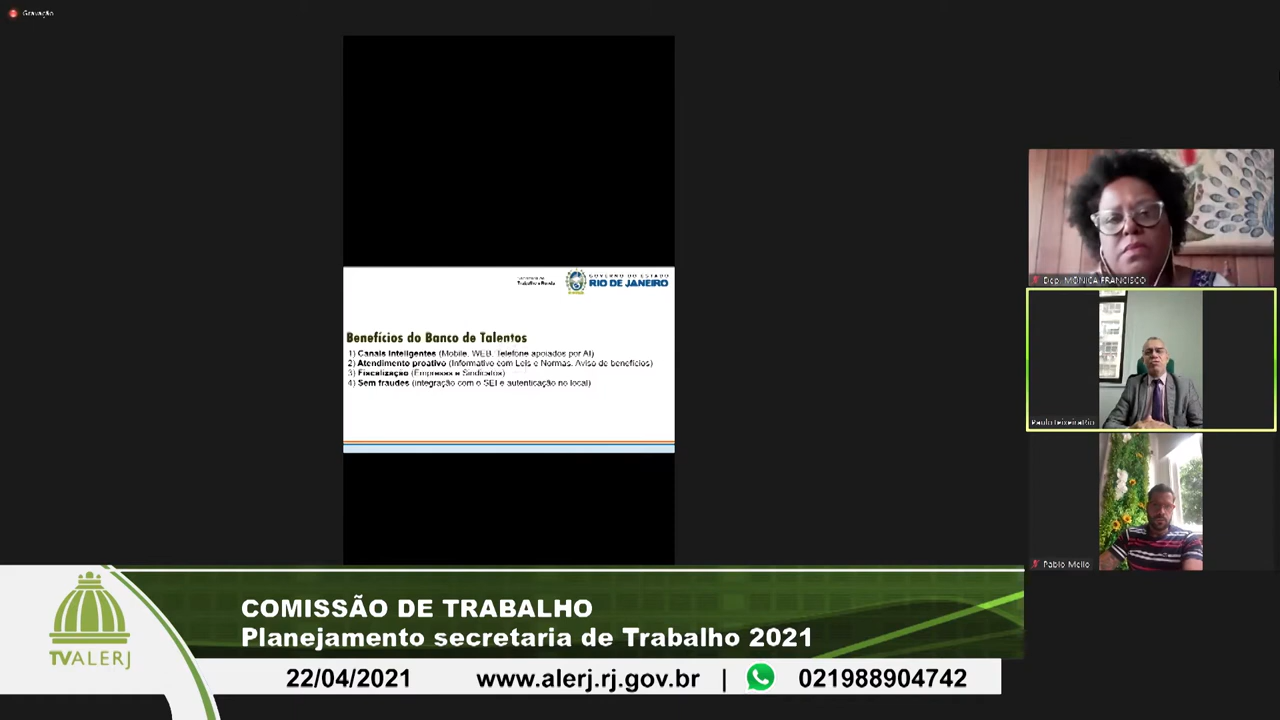 Gravação
Trabalho e Renda
GOVERNO DO ESTADO
RIO DE JANEIRO
Benefícios do Banco de Talentos
1) Canais Inteligentes (Mobile, WEB, Telefone apoiados por AI)
2) Atendimento proativo (Informativo com Leis e Normas, Aviso de benefícios)
3) Fiscalização (Empresas e Sindicatos)
4) Sem fraudes (integração com o SEI e autenticação no local)
Dep. MÔNICA FRANCISCO
PauloTeixeiraRio
Pablo Mello
COMISSÃO DE TRABALHO
Planejamento secretaria de Trabalho 2021
TVALERJ
22/04/2021 www.alerj.rj.gov.br | 021988904742